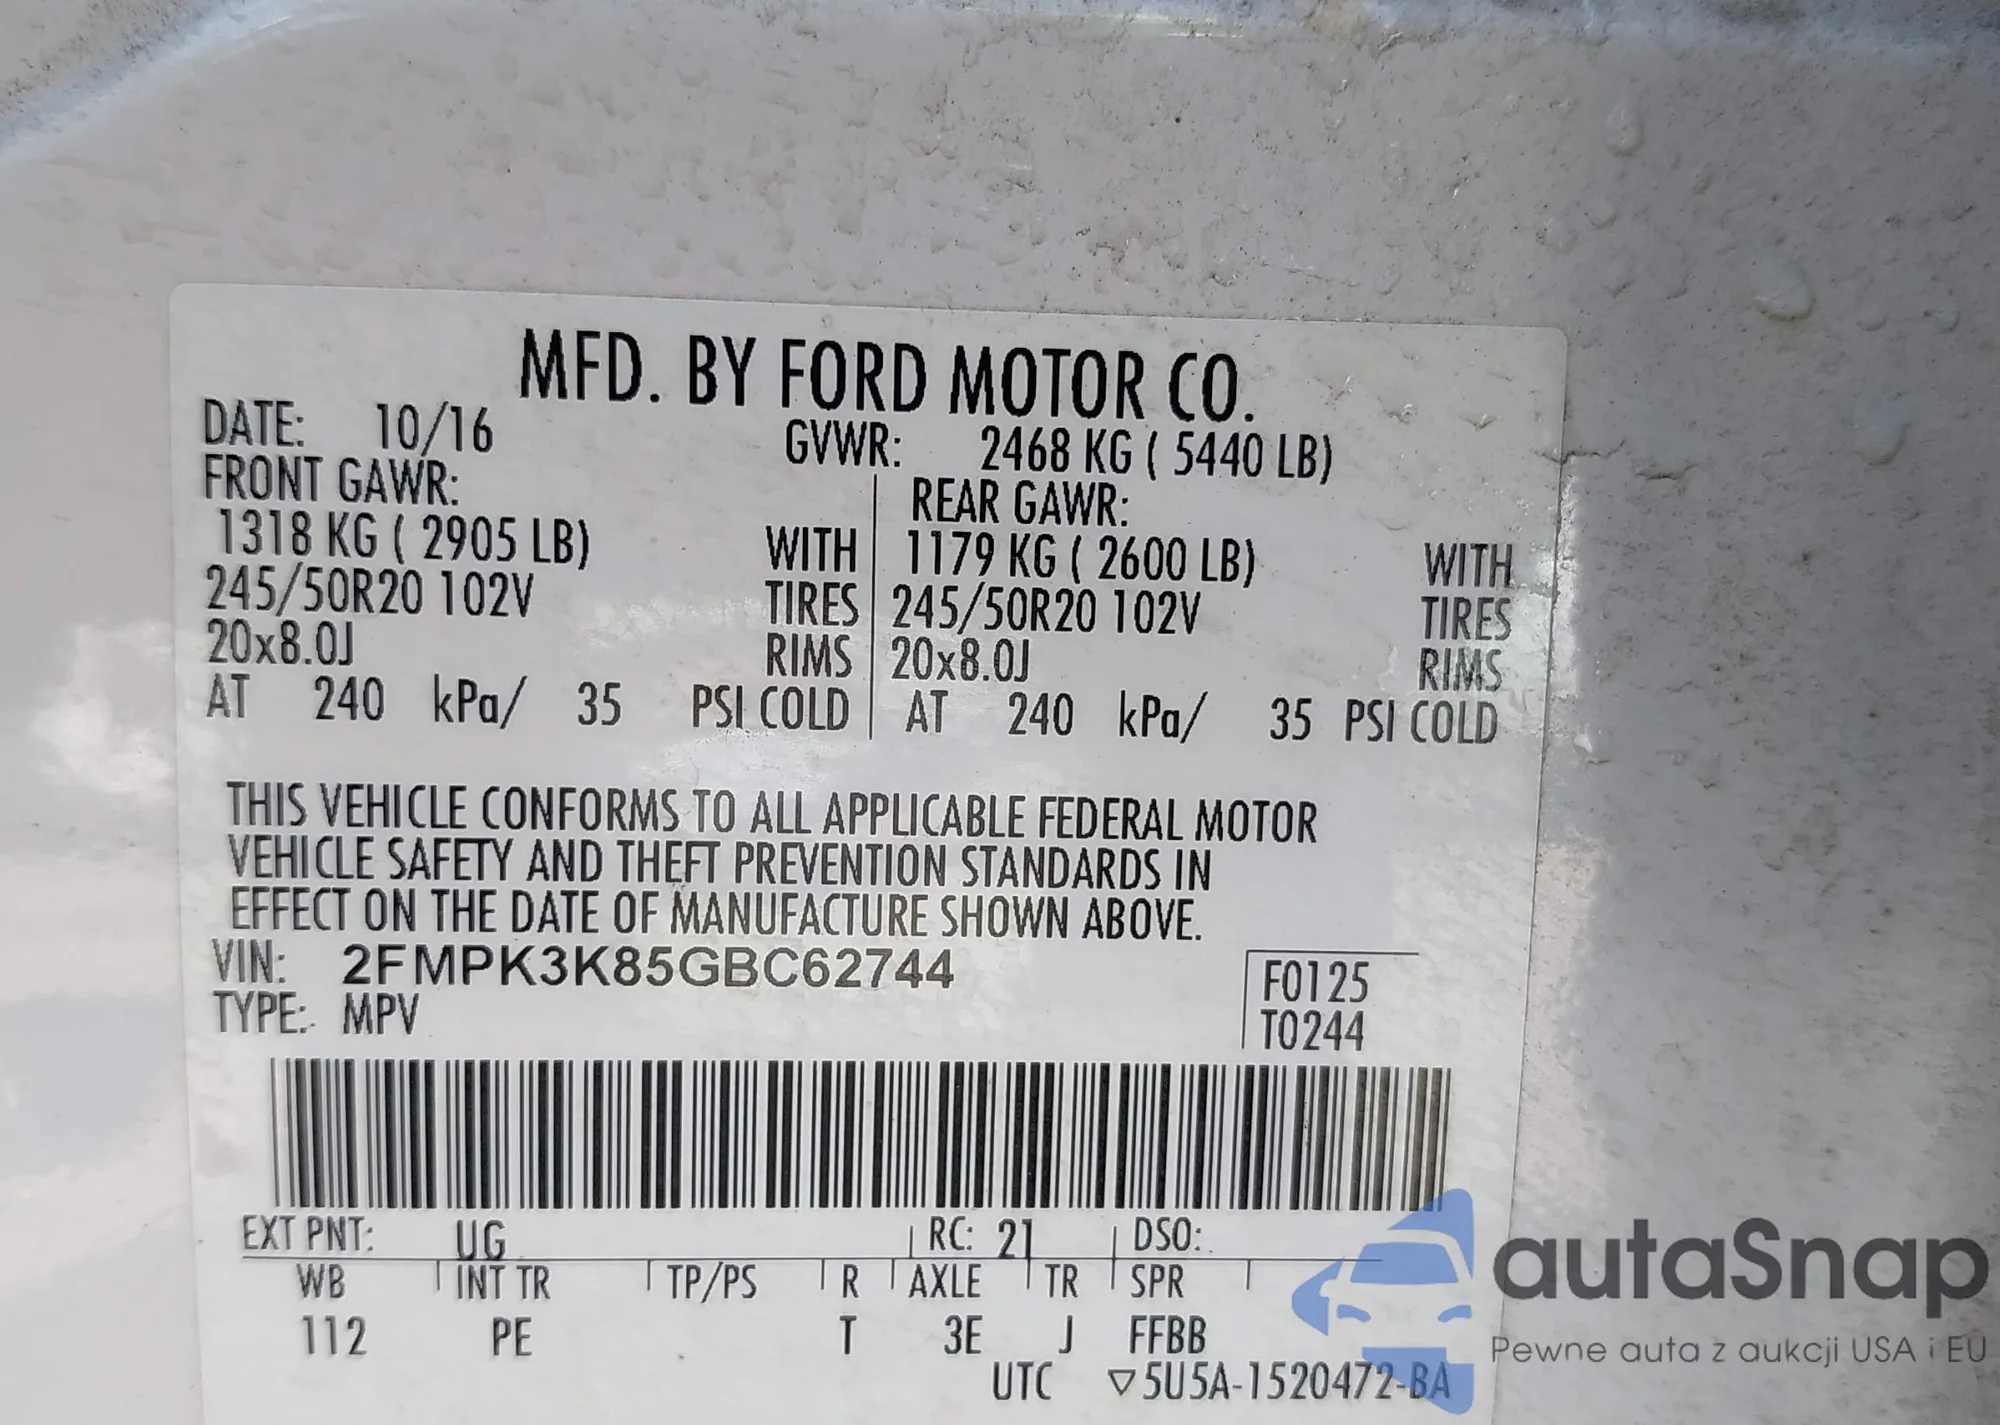 MFD. BY FORD MOTOR CO.
DATE: 10/16 GVWR: 2468 KG ( 5440 LB)
FRONT GAWR: REAR GAWR:
1318 KG ( 2905 LB) WITH 1179 KG ( 2600 LB) WITH
245/50R20 102V TIRES 245/50R20 102V TIRES
20x8.0J RIMS 20x8.0J RIMS
AT 240 kPa/ 35 PSI COLD AT 240 kPa/ 35 PSI COLD
THIS VEHICLE CONFORMS TO ALL APPLICABLE FEDERAL MOTOR
VEHICLE SAFETY AND THEFT PREVENTION STANDARDS IN
EFFECT ON THE DATE OF MANUFACTURE SHOWN ABOVE.
VIN: 2FMPK3K85GBC62744 F0125
TYPE: MPV T0244
EXT PNT: UG RC: 21 DSO:
WB INT TR TP/PS R AXLE TR SPR
112 PE T 3E J FFBB
UTC ▽5U5A-1520472-BA
autaSnap
Pewne auta z aukcji USA i EU